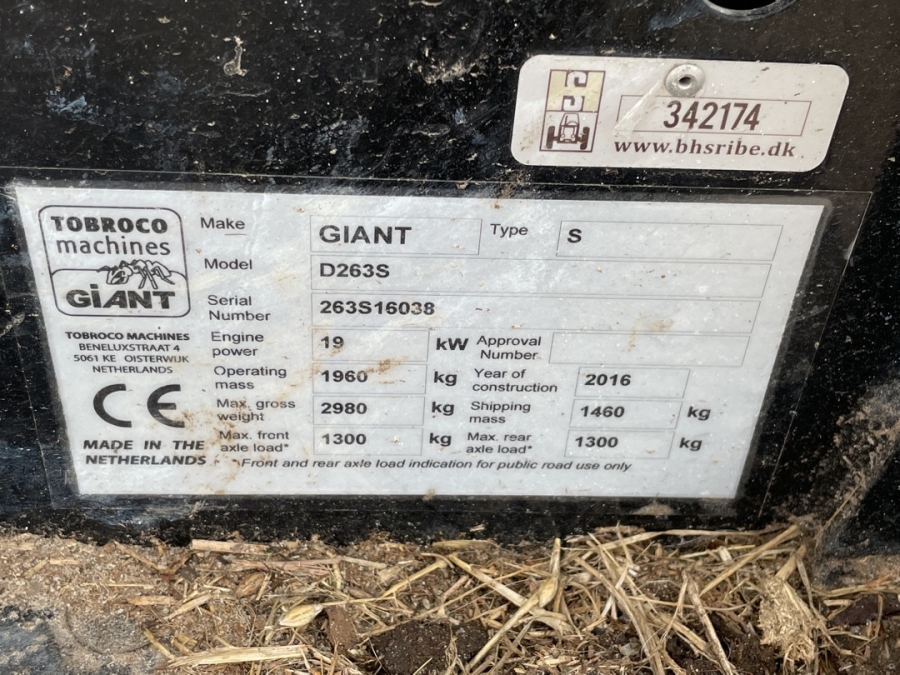 342174
www.bhsribe.dk
TOBROCO
machines
GiANT
TOBROCO MACHINES
BENELUXSTRAAT 4
5061 KE OISTERWIJK
NETHERLANDS
CE
MADE IN THE
NETHERLANDS
Make GIANT Type S
Model D263S
Serial Number 263S16038
Engine power 19 kW Approval Number
Operating mass 1960 kg Year of construction 2016
Max. gross weight 2980 kg Shipping mass 1460 kg
Max. front axle load* 1300 kg Max. rear axle load* 1300 kg
*Front and rear axle load indication for public road use only